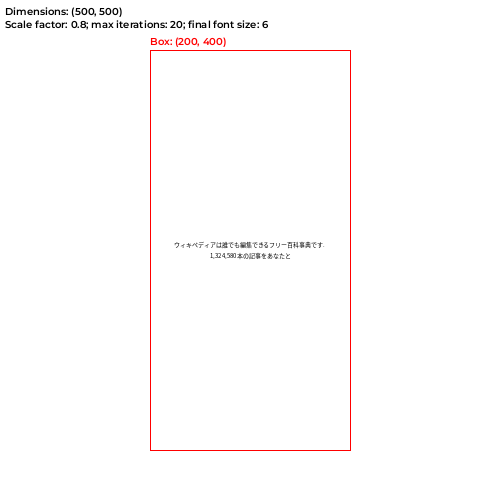 Dimensions: (500, 500)
Scale factor: 0.8; max iterations: 20; final font size: 6
Box: (200, 400)
ウィキペディアは誰でも編集できるフリー百科事典です.
1,324,580本の記事をあなたと